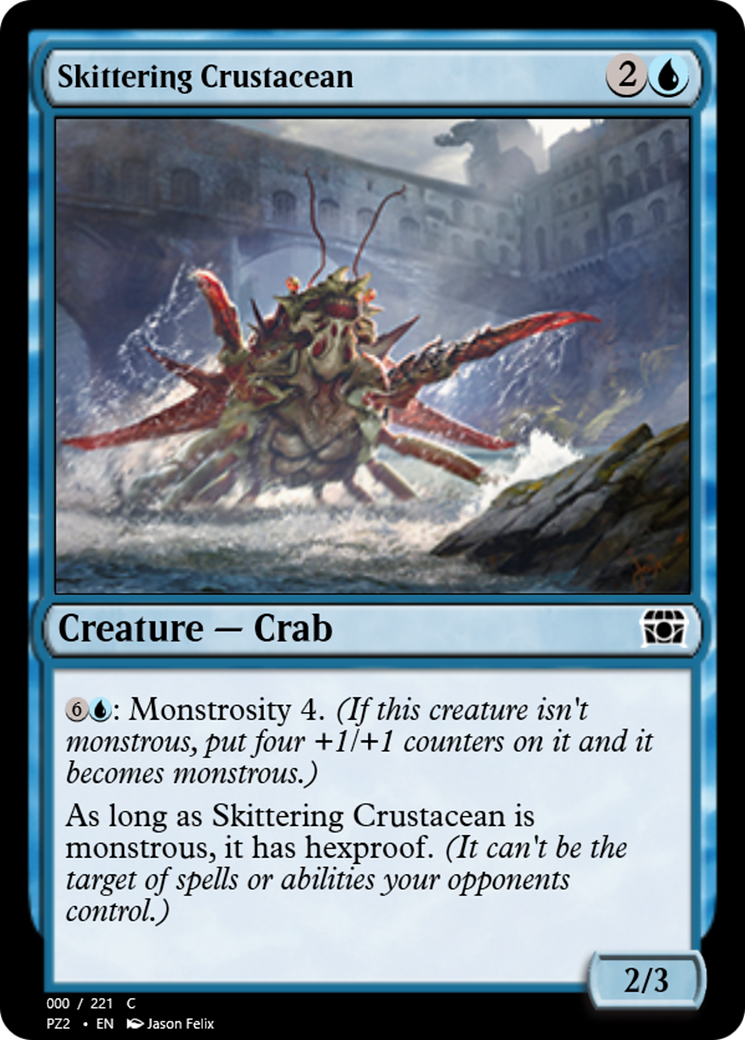 Skittering Crustacean 2
Creature — Crab
6: Monstrosity 4. (If this creature isn't
monstrous, put four +1/+1 counters on it and it
becomes monstrous.)
As long as Skittering Crustacean is
monstrous, it has hexproof. (It can't be the
target of spells or abilities your opponents
control.)
2/3
000 / 221 C
PZ2 • EN Jason Felix